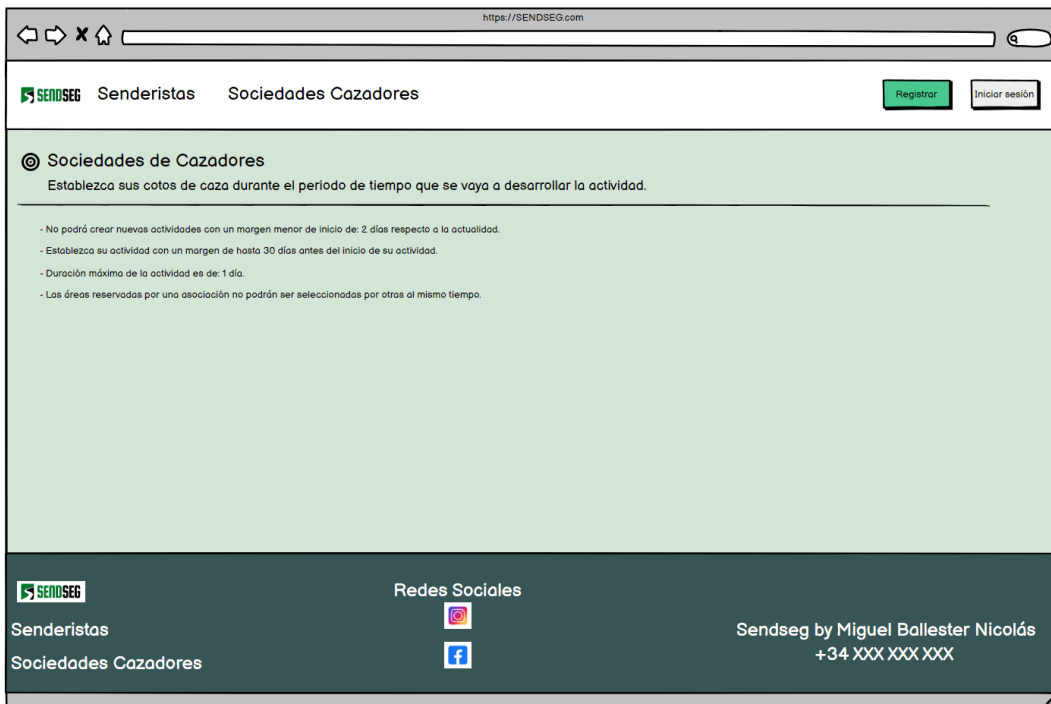 https://SENDSEG.com
SENDSEG Senderistas Sociedades Cazadores Registrar Iniciar sesión
Sociedades de Cazadores
Establezca sus cotos de caza durante el periodo de tiempo que se vaya a desarrollar la actividad.
- No podrá crear nuevas actividades con un margen menor de inicio de: 2 días respecto a la actualidad.
- Establezca su actividad con un margen de hasta 30 días antes del inicio de su actividad.
- Duración máxima de la actividad es de: 1 día.
- Las áreas reservadas por una asociación no podrán ser seleccionadas por otras al mismo tiempo.
SENDSEG
Senderistas
Sociedades Cazadores
Redes Sociales
Sendseg by Miguel Ballester Nicolás
+34 XXX XXX XXX